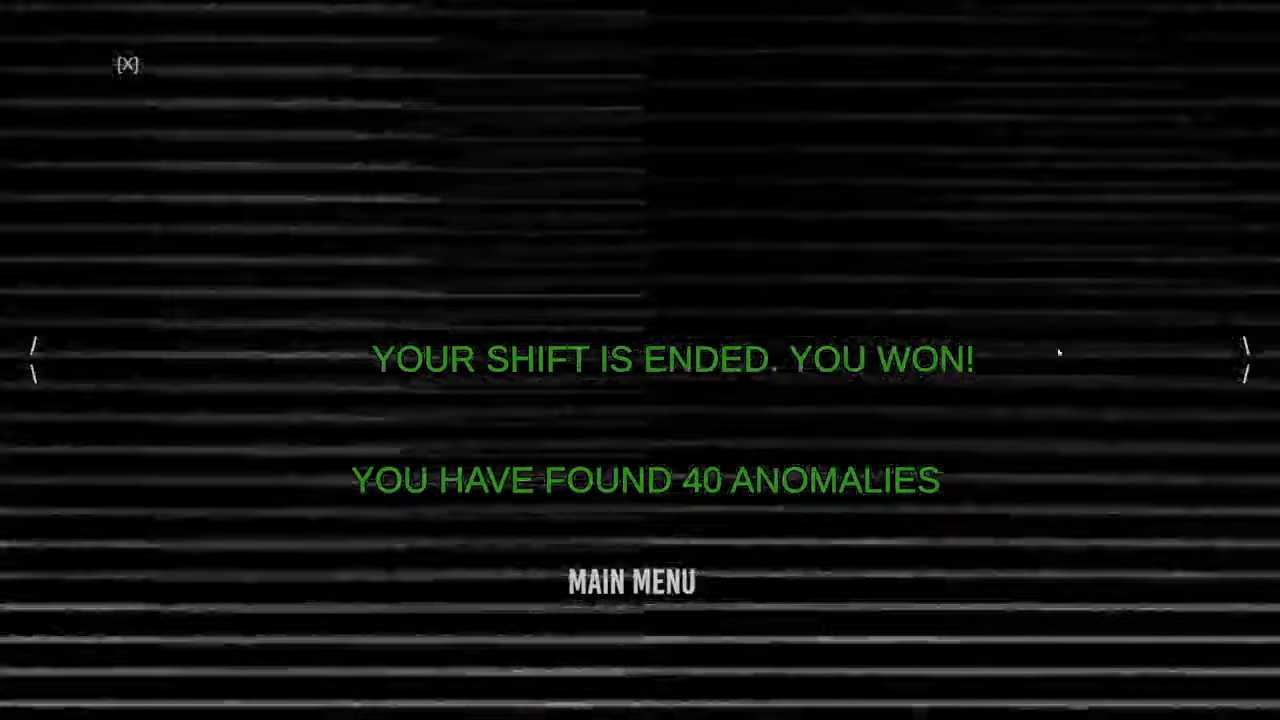 [X]
YOUR SHIFT IS ENDED. YOU WON!
YOU HAVE FOUND 40 ANOMALIES
MAIN MENU